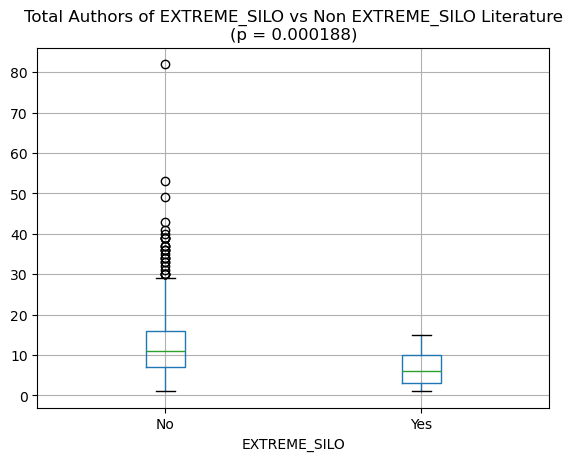 Total Authors of EXTREME_SILO vs Non EXTREME_SILO Literature
(p = 0.000188)
80
70
60
50
40
30
20
10
0
No Yes
EXTREME_SILO